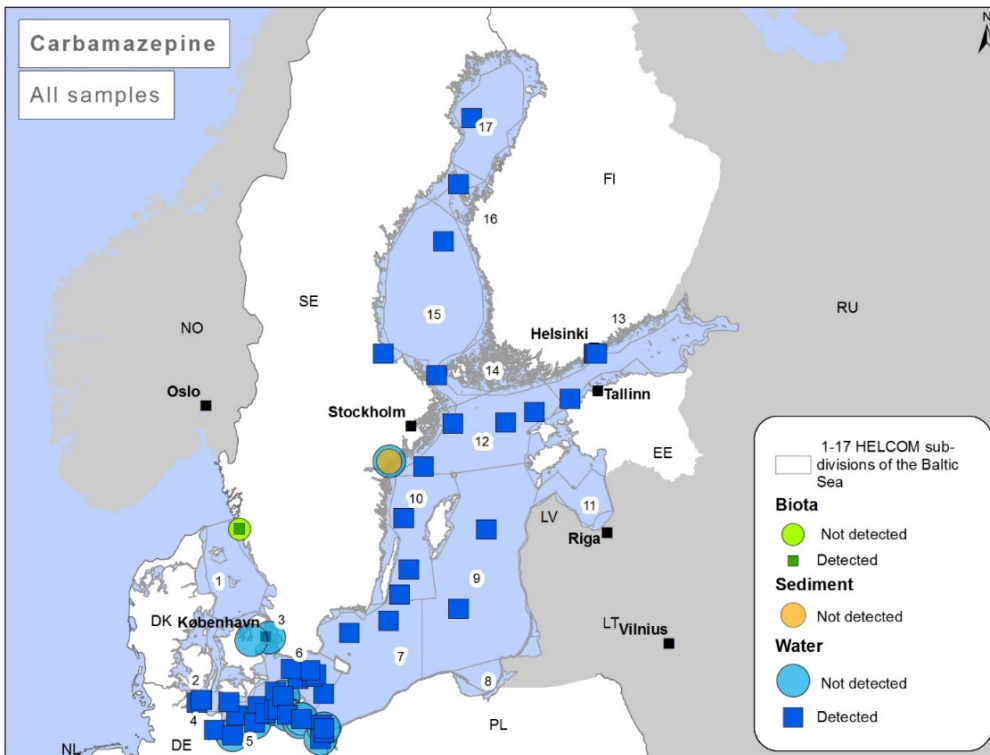 Carbamazepine
All samples
N
17
FI
16
SE
15
13
NO
Helsinki
RU
14
Oslo
Tallinn
Stockholm
12
EE
10
11
LV
Riga
1
9
DK
København
3
LT
Vilnius
6
7
2
8
4
5
DE
PL
NL
1-17 HELCOM sub-
divisions of the Baltic
Sea
Biota
Not detected
Detected
Sediment
Not detected
Water
Not detected
Detected